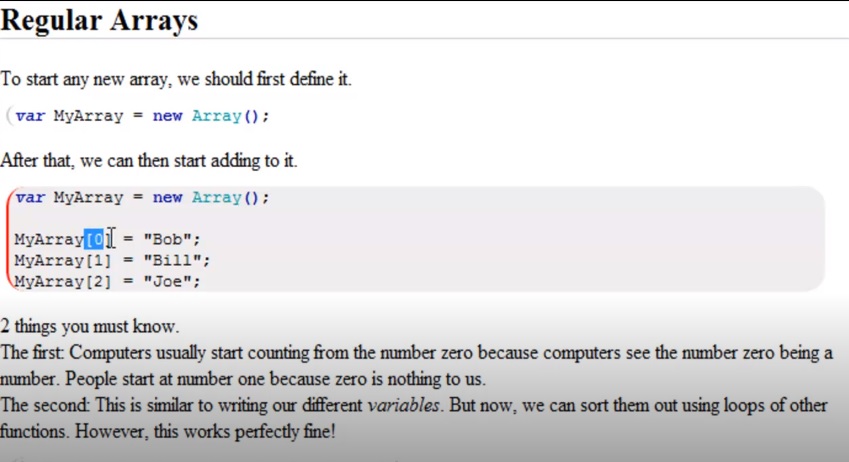 Regular Arrays
To start any new array, we should first define it.
var MyArray = new Array();
After that, we can then start adding to it.
var MyArray = new Array();
MyArray[0] = "Bob";
MyArray[1] = "Bill";
MyArray[2] = "Joe";
2 things you must know.
The first: Computers usually start counting from the number zero because computers see the number zero being a
number. People start at number one because zero is nothing to us.
The second: This is similar to writing our different variables. But now, we can sort them out using loops of other
functions. However, this works perfectly fine!